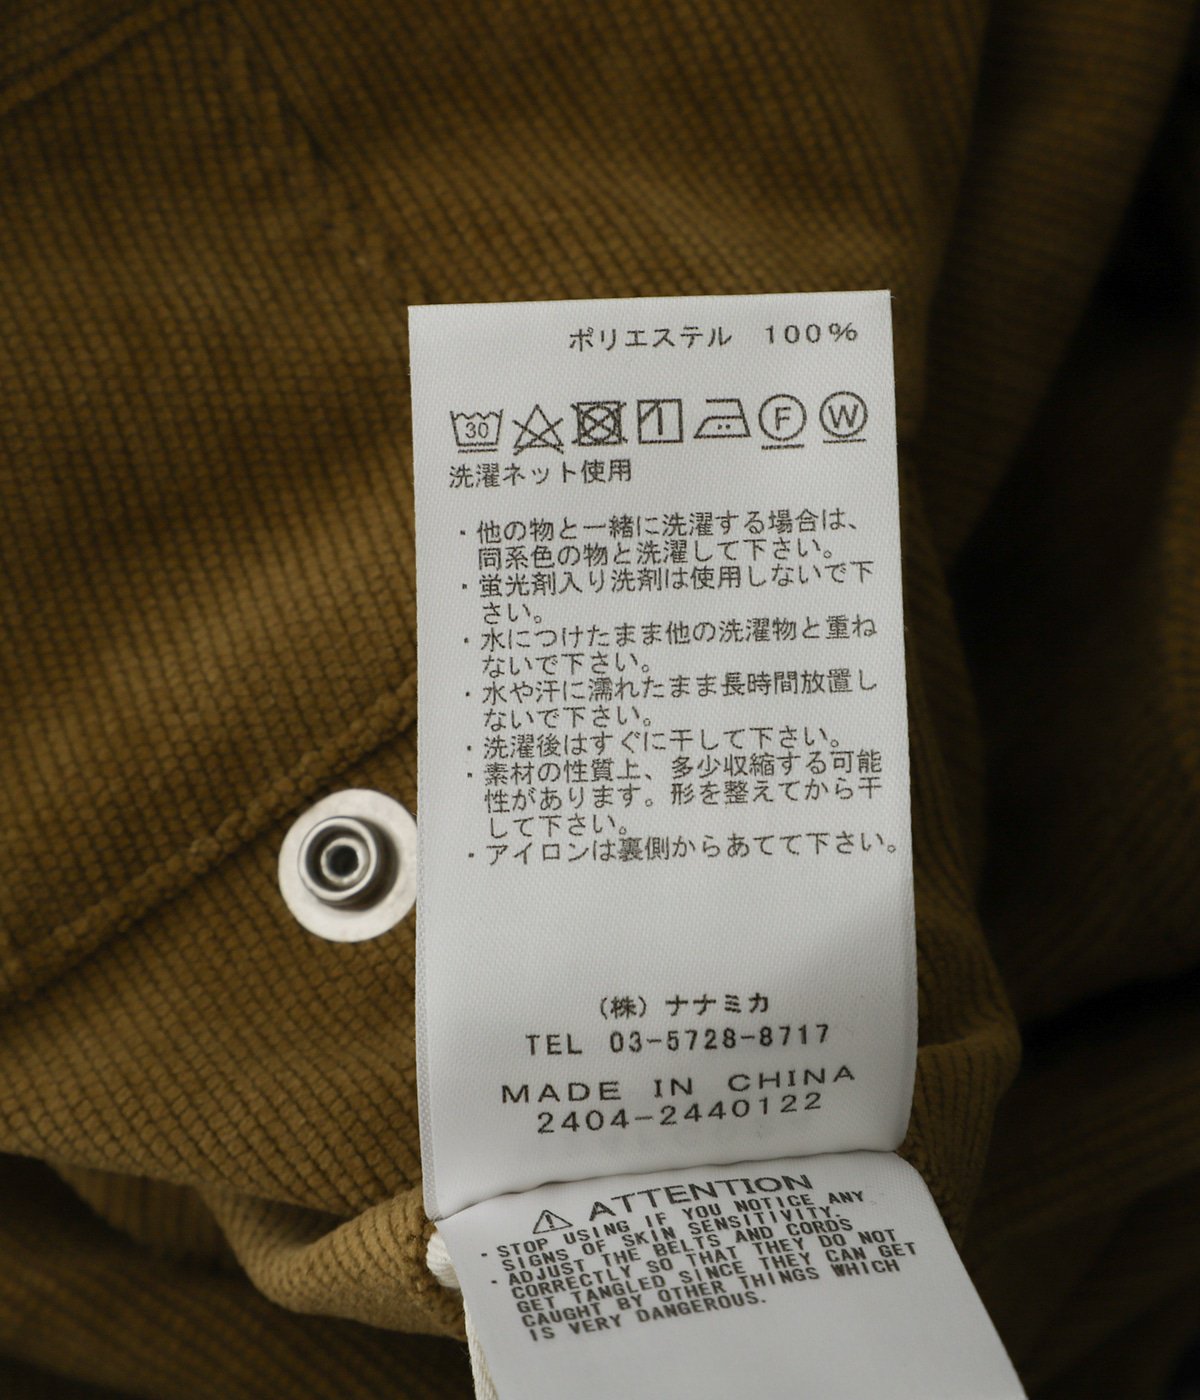 ポリエステル 100%
30
F W
洗濯ネット使用
・他の物と一緒に洗濯する場合は、
同系色の物と洗濯して下さい。
・蛍光剤入り洗剤は使用しないで下
さい。
・水につけたまま他の洗濯物と重ね
ないで下さい。
・水や汗に濡れたまま長時間放置し
ないで下さい。
・洗濯後はすぐに干して下さい。
・素材の性質上、多少収縮する可能
性があります。形を整えてから干
して下さい。
・アイロンは裏側からあてて下さい。
(株)ナナミカ
TEL 03-5728-8717
MADE IN CHINA
2404-2440122
ATTENTION
・STOP USING IF YOU NOTICE ANY
SIGNS OF SKIN SENSITIVITY.
・ADJUST THE BELTS AND CORDS
CORRECTLY SO THAT THEY DO NOT
GET TANGLED SINCE THEY CAN GET
CAUGHT BY OTHER THINGS WHICH
IS VERY DANGEROUS.